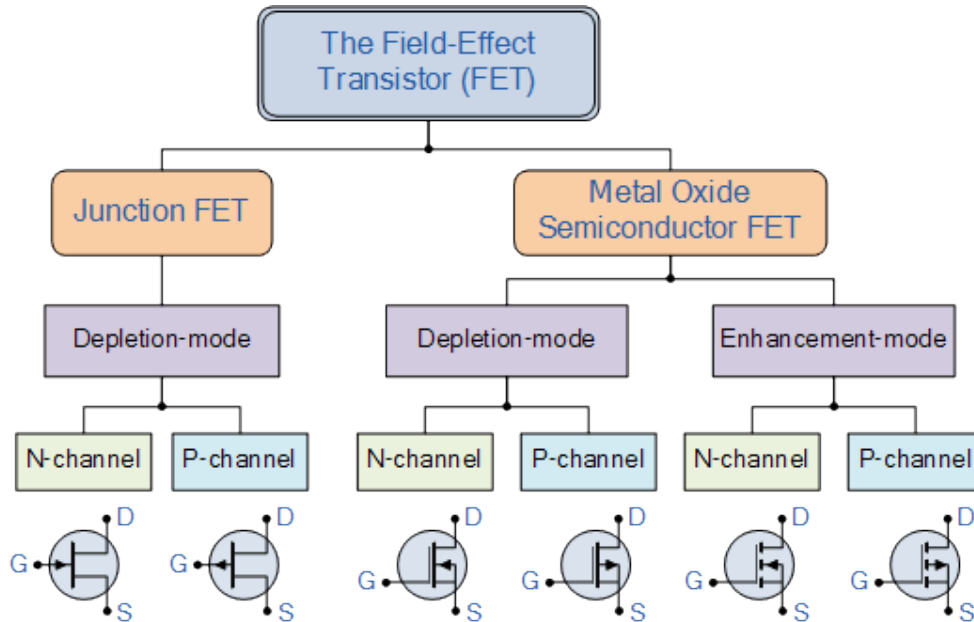 The Field-Effect
Transistor (FET)
Junction FET
Metal Oxide
Semiconductor FET
Depletion-mode
Depletion-mode
Enhancement-mode
N-channel
P-channel
N-channel
P-channel
N-channel
P-channel
D
D
D
D
D
D
G
G
G
G
G
G
S
S
S
S
S
S